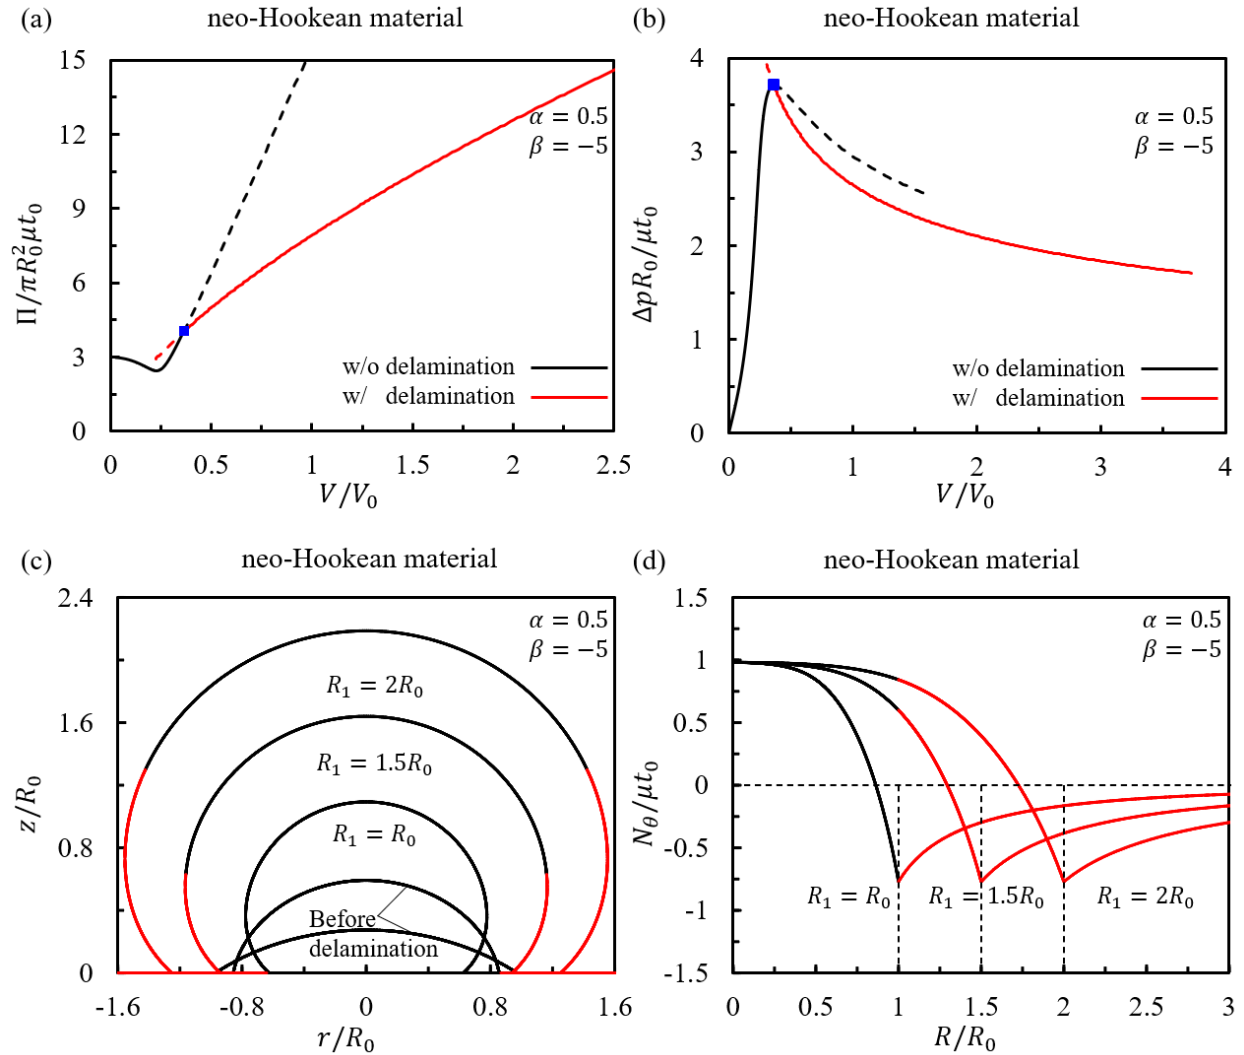 (a) neo-Hookean material
15
12
9
6
3
0
Π/πR₀²μt₀
α = 0.5
β = −5
w/o delamination
w/ delamination
0 0.5 1 1.5 2 2.5
V/V₀
(b) neo-Hookean material
4
3
2
1
0
ΔpR₀/μt₀
α = 0.5
β = −5
w/o delamination
w/ delamination
0 1 2 3 4
V/V₀
(c) neo-Hookean material
2.4
1.6
0.8
0
z/R₀
α = 0.5
β = −5
R₁ = 2R₀
R₁ = 1.5R₀
R₁ = R₀
Before
delamination
-1.6 -0.8 0 0.8 1.6
r/R₀
(d) neo-Hookean material
1.5
1
0.5
0
-0.5
-1
-1.5
N_θ/μt₀
α = 0.5
β = −5
R₁ = R₀ R₁ = 1.5R₀ R₁ = 2R₀
0 0.5 1 1.5 2 2.5 3
R/R₀